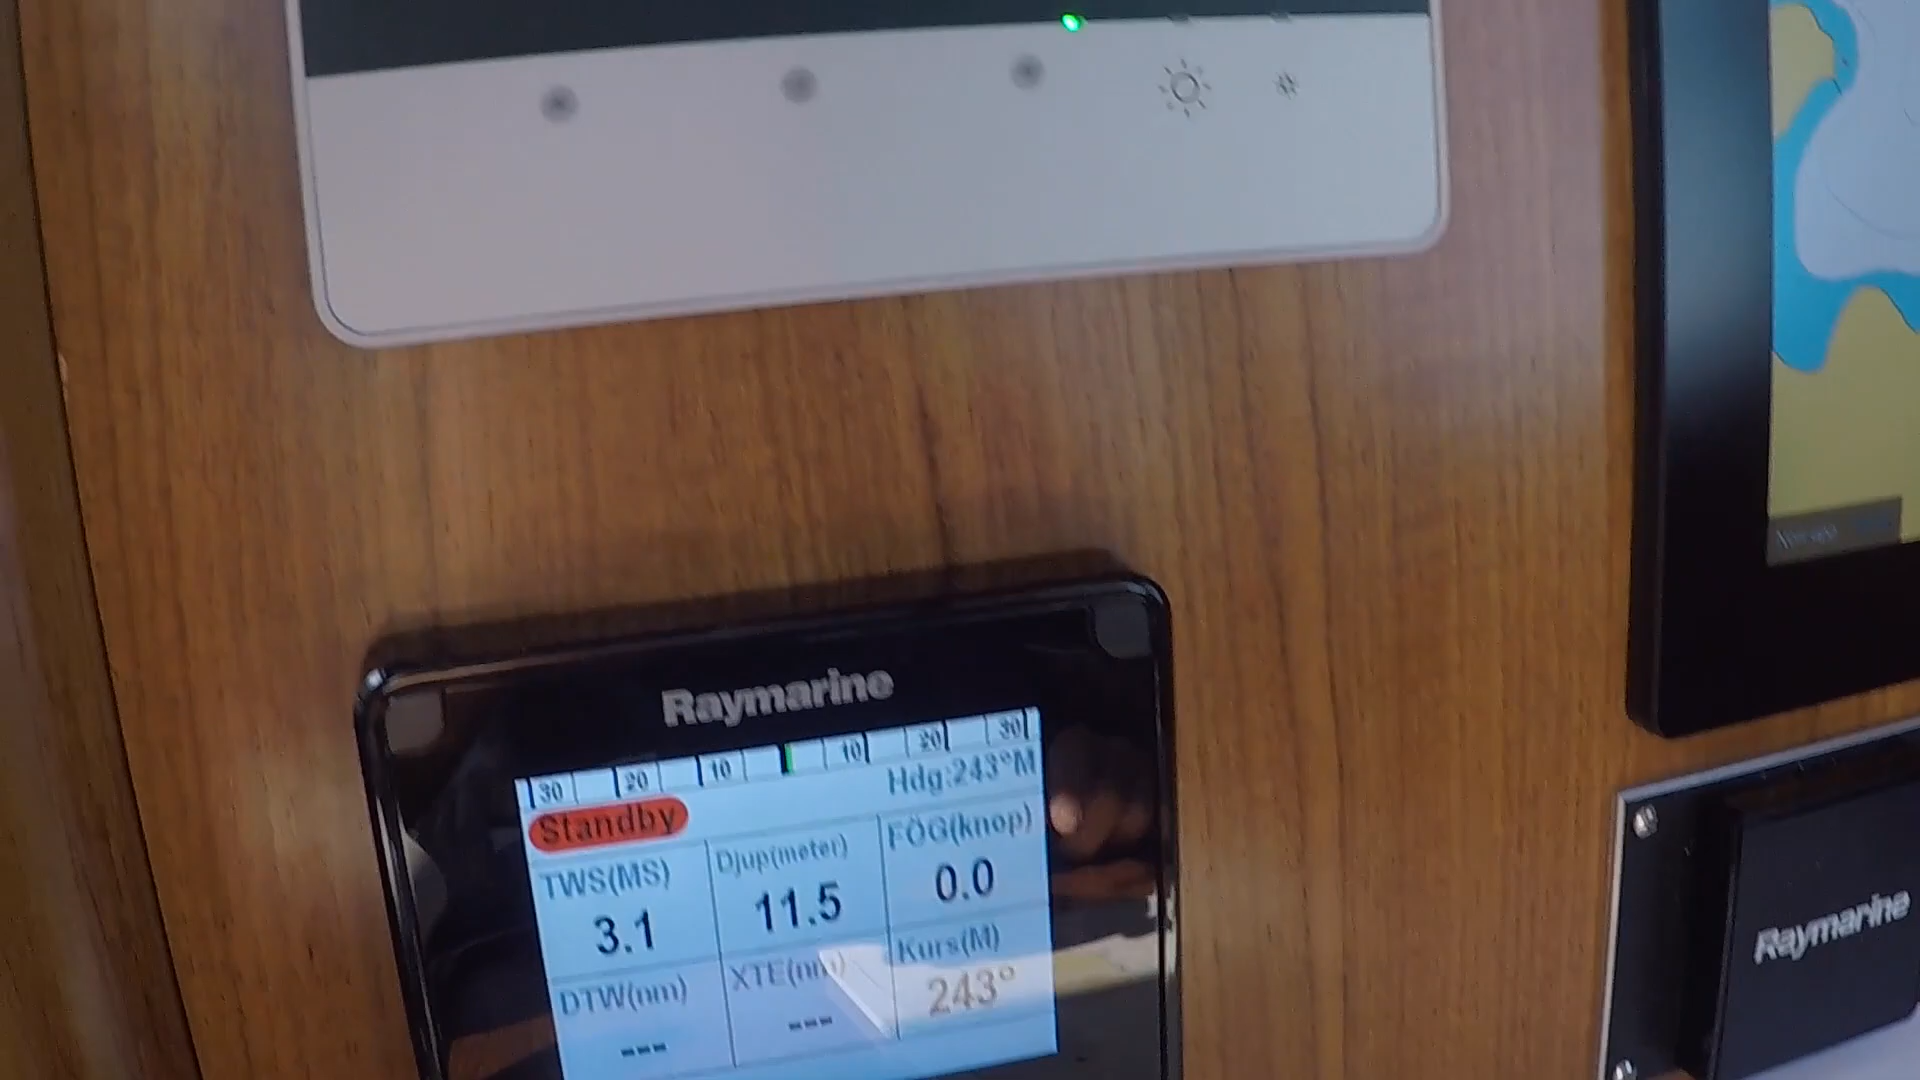 Raymarine
30 20 10 10 20 30
Standby
Hdg:243°M
TWS(MS)
3.1
Djup(meter)
11.5
FÖG(knop)
0.0
DTW(nm)
---
XTE(nm)
---
Kurs(M)
243°
Raymarine